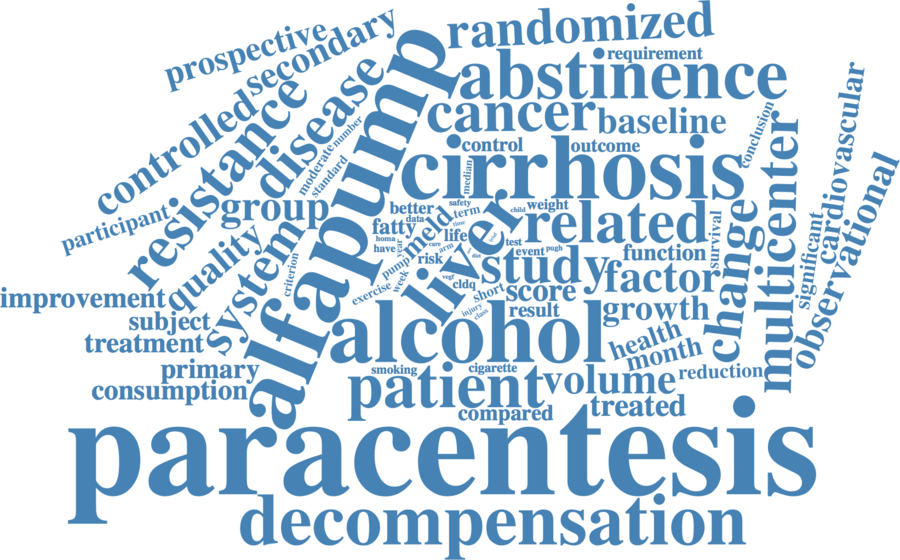 prospective
secondary
randomized
requirement
controlled
resistance
disease
alfapump
abstinence
cancer
baseline
conclusion
cardiovascular
number
moderate
standard
control
outcome
median
cirrhosis
multicenter
observational
participant
group
quality
system
criterion
better
data
fatty
homa
have
year
meld
safety
term
time
life
care
arm
liver
child
weight
related
test
event
pugh
survival
change
significant
function
improvement
subject
treatment
primary
consumption
exercise
week
pump
risk
diet
vegf
cldq
study
factor
short
score
injury
class
result
growth
alcohol
health
month
smoking
cigarette
reduction
patient
volume
compared
treated
paracentesis
decompensation